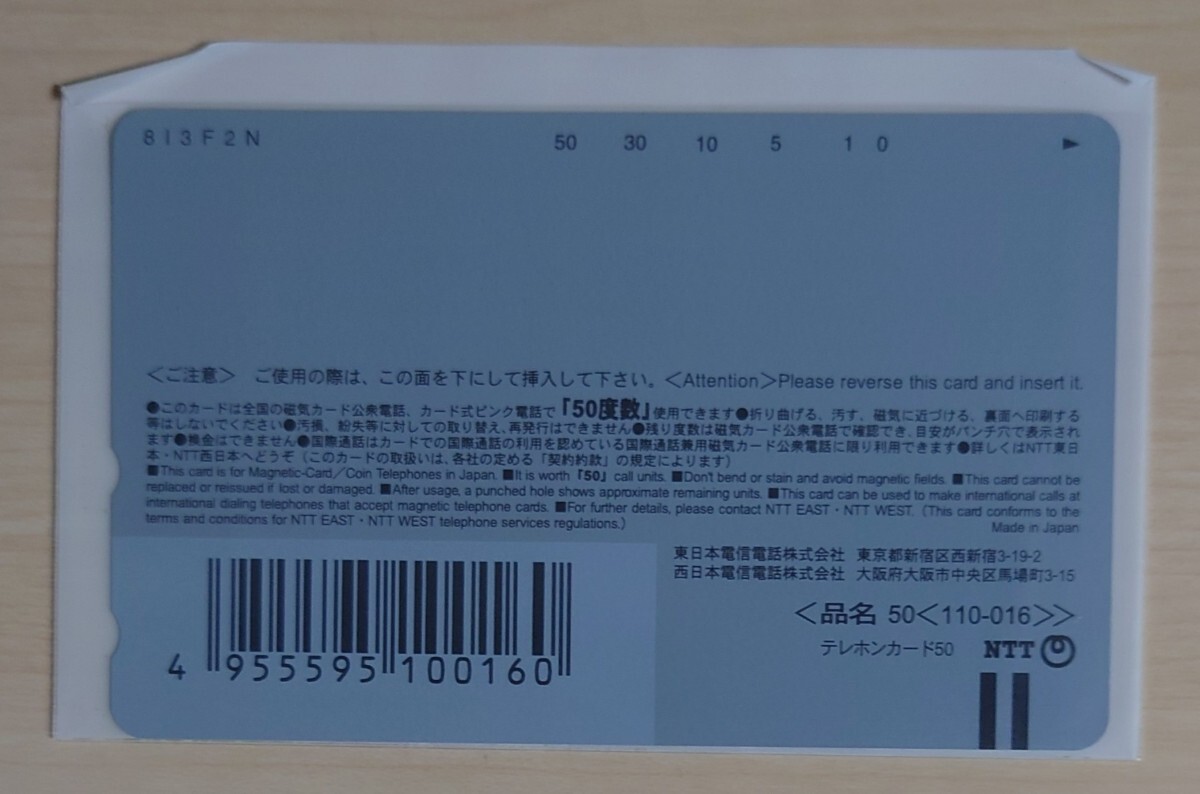 8I3F2N 50 30 10 5 1 0 ►
＜ご注意＞ ご使用の際は、この面を下にして挿入して下さい。＜Attention＞Please reverse this card and insert it.
●このカードは全国の磁気カード公衆電話、カード式ピンク電話で「50度数」使用できます●折り曲げる、汚す、磁気に近づける、裏面へ印刷する
等はしないでください●汚損、紛失等に対しての取り替え、再発行はできません●残り度数は磁気カード公衆電話で確認でき、目安がパンチ穴で表示され
ます●換金はできません●国際通話はカードでの国際通話の利用を認めている国際通話兼用磁気カード公衆電話に限り利用できます●詳しくはNTT東日
本・NTT西日本へどうぞ（このカードの取扱いは、各社の定める「契約約款」の規定によります）
■This card is for Magnetic-Card／Coin Telephones in Japan. ■It is worth「50」call units. ■Don't bend or stain and avoid magnetic fields. ■This card cannot be
replaced or reissued if lost or damaged. ■After usage, a punched hole shows approximate remaining units. ■This card can be used to make international calls at
international dialing telephones that accept magnetic telephone cards. ■For further details, please contact NTT EAST・NTT WEST.（This card conforms to the
terms and conditions for NTT EAST・NTT WEST telephone services regulations.）
Made in Japan
東日本電信電話株式会社 東京都新宿区西新宿3-19-2
西日本電信電話株式会社 大阪府大阪市中央区馬場町3-15
＜品名 50＜110-016＞＞
テレホンカード50 NTT
4 955595 100160